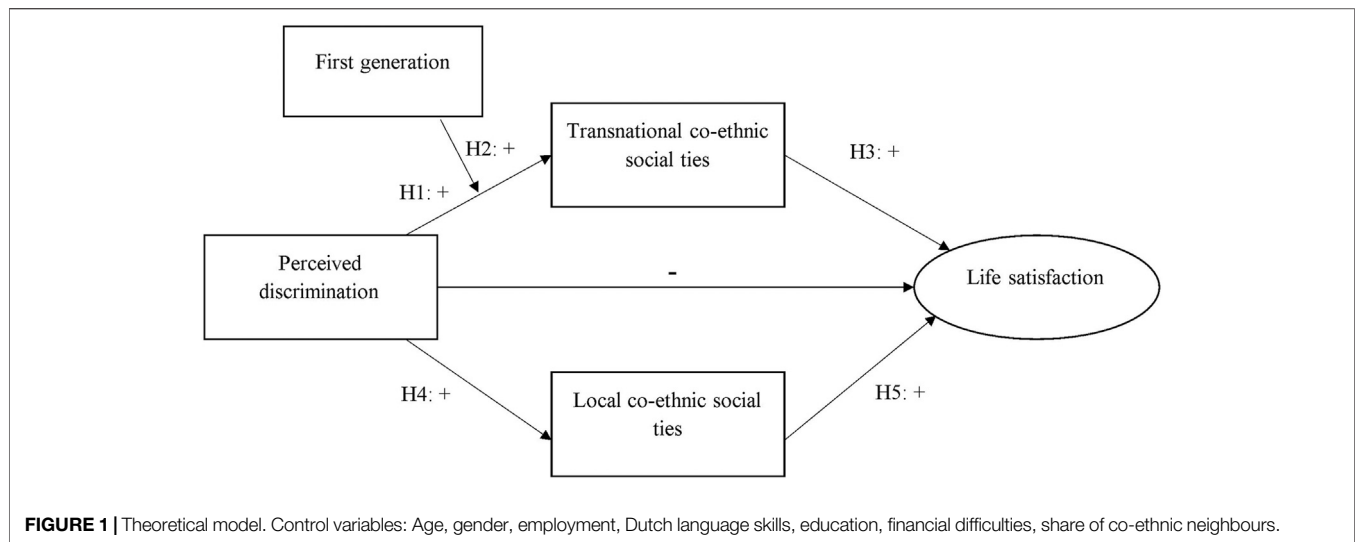 First generation
H2: +
Transnational co-ethnic
social ties
H3: +
H1: +
Perceived
discrimination
-
Life satisfaction
H4: +
Local co-ethnic social
ties
H5: +
FIGURE 1 | Theoretical model. Control variables: Age, gender, employment, Dutch language skills, education, financial difficulties, share of co-ethnic neighbours.